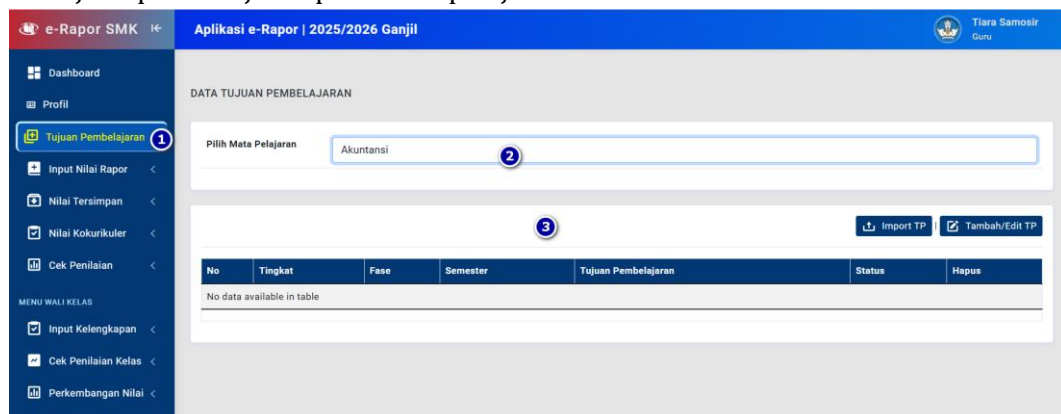 e-Rapor SMK
Aplikasi e-Rapor | 2025/2026 Ganjil
Tiara Samosir
Guru
Dashboard
Profil
Tujuan Pembelajaran
1
Input Nilai Rapor
Nilai Tersimpan
Nilai Kokurikuler
Cek Penilaian
MENU WALI KELAS
Input Kelengkapan
Cek Penilaian Kelas
Perkembangan Nilai
DATA TUJUAN PEMBELAJARAN
Pilih Mata Pelajaran
Akuntansi
2
3
Import TP | Tambah/Edit TP
No Tingkat Fase Semester Tujuan Pembelajaran Status Hapus
No data available in table